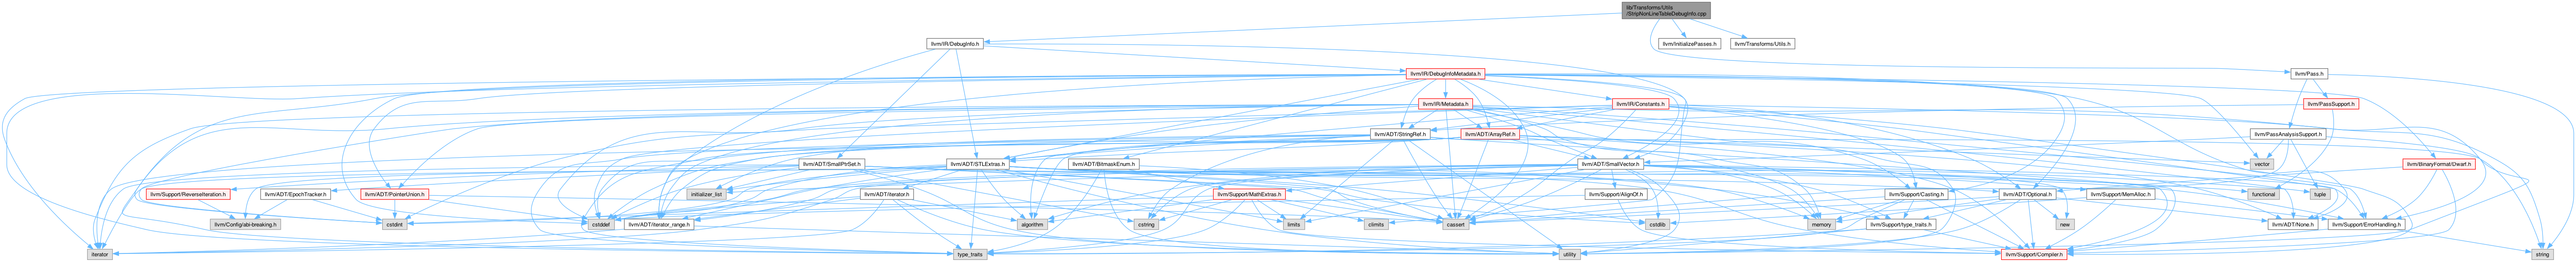 lib/Transforms/Utils
/StripNonLineTableDebugInfo.cpp
llvm/IR/DebugInfo.h
llvm/InitializePasses.h
llvm/Transforms/Utils.h
llvm/IR/DebugInfoMetadata.h
llvm/Pass.h
llvm/IR/Metadata.h
llvm/IR/Constants.h
llvm/PassSupport.h
llvm/ADT/StringRef.h
llvm/ADT/ArrayRef.h
llvm/PassAnalysisSupport.h
llvm/ADT/SmallPtrSet.h
llvm/ADT/STLExtras.h
llvm/ADT/BitmaskEnum.h
llvm/ADT/SmallVector.h
vector
llvm/BinaryFormat/Dwarf.h
llvm/Support/ReverseIteration.h
llvm/ADT/EpochTracker.h
llvm/ADT/PointerUnion.h
initializer_list
llvm/ADT/iterator.h
llvm/Support/MathExtras.h
llvm/Support/AlignOf.h
llvm/Support/Casting.h
llvm/ADT/Optional.h
llvm/Support/MemAlloc.h
functional
tuple
llvm/Config/abi-breaking.h
cstdint
cstddef
llvm/ADT/iterator_range.h
algorithm
cstring
limits
climits
cassert
cstdlib
memory
llvm/Support/type_traits.h
new
llvm/ADT/None.h
llvm/Support/ErrorHandling.h
iterator
type_traits
utility
llvm/Support/Compiler.h
string